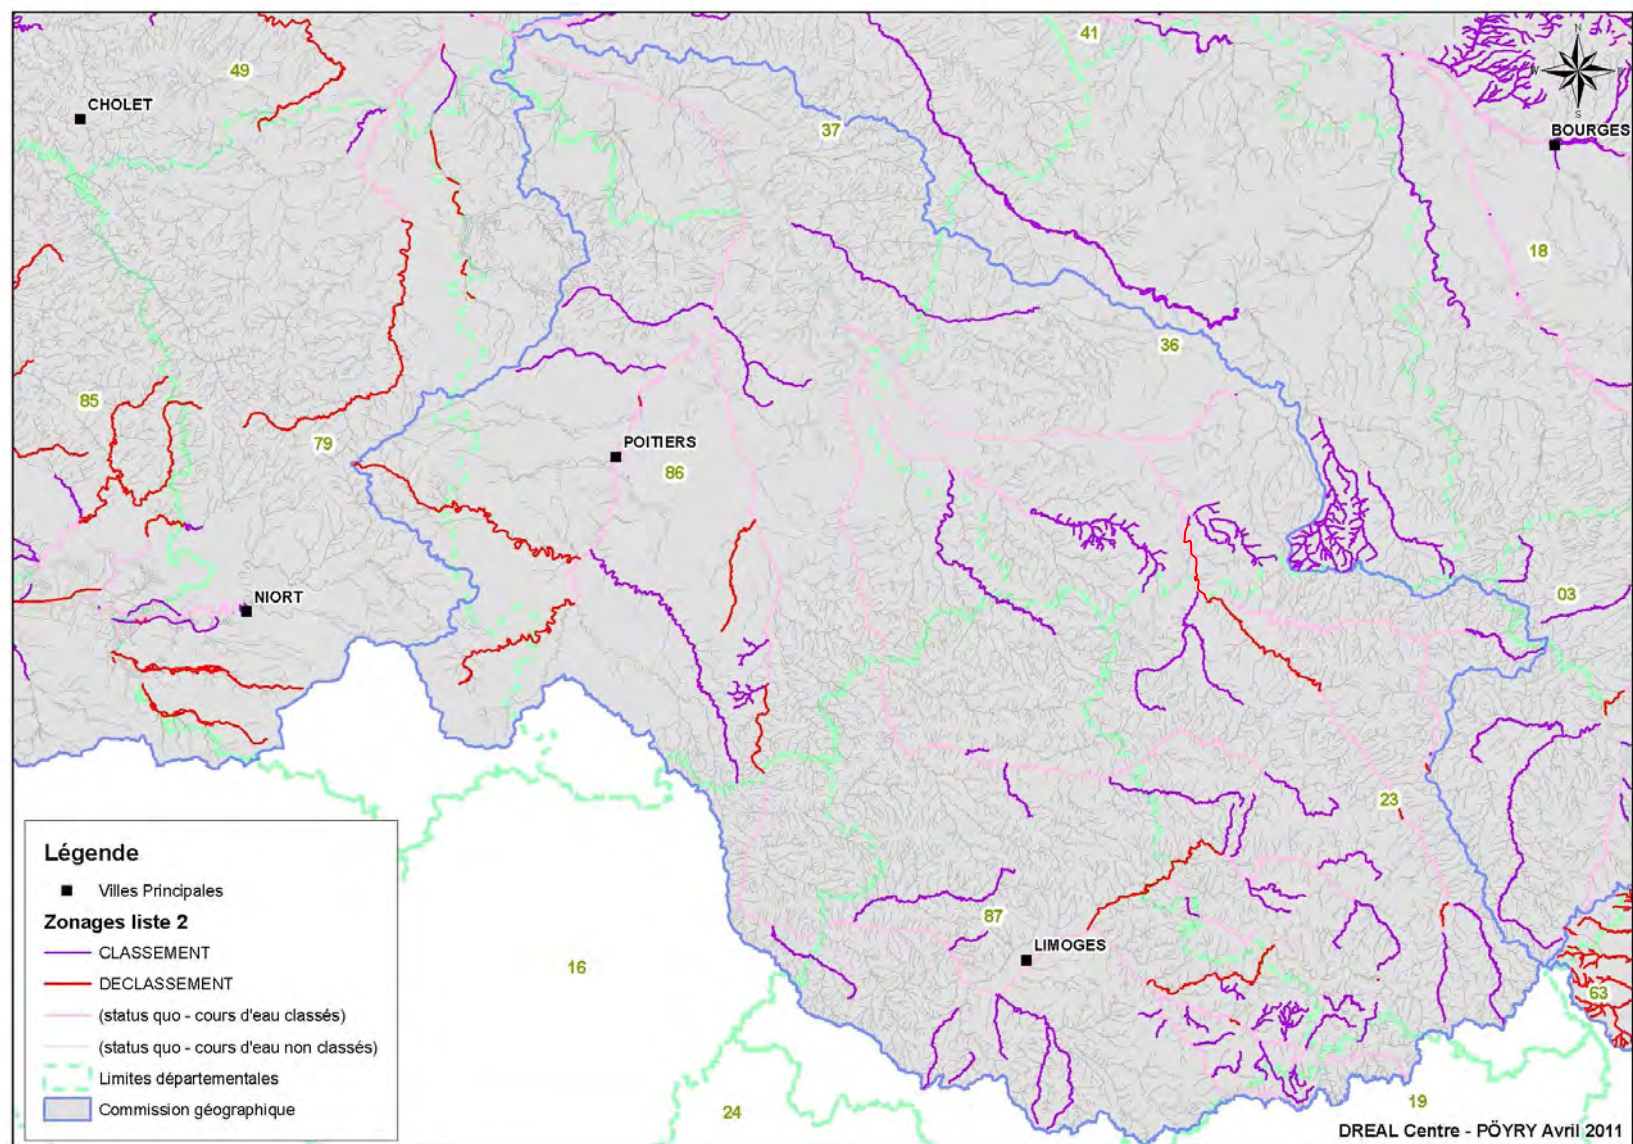 41
N
49
W
CHOLET
S
37
BOURGES
18
36
85
79
POITIERS
86
NIORT
03
23
Légende
Villes Principales
Zonages liste 2
87
CLASSEMENT
LIMOGES
16
DECLASSEMENT
63
(status quo - cours d'eau classés)
(status quo - cours d'eau non classés)
Limites départementales
Commission géographique
24
19
DREAL Centre - PÖYRY Avril 2011